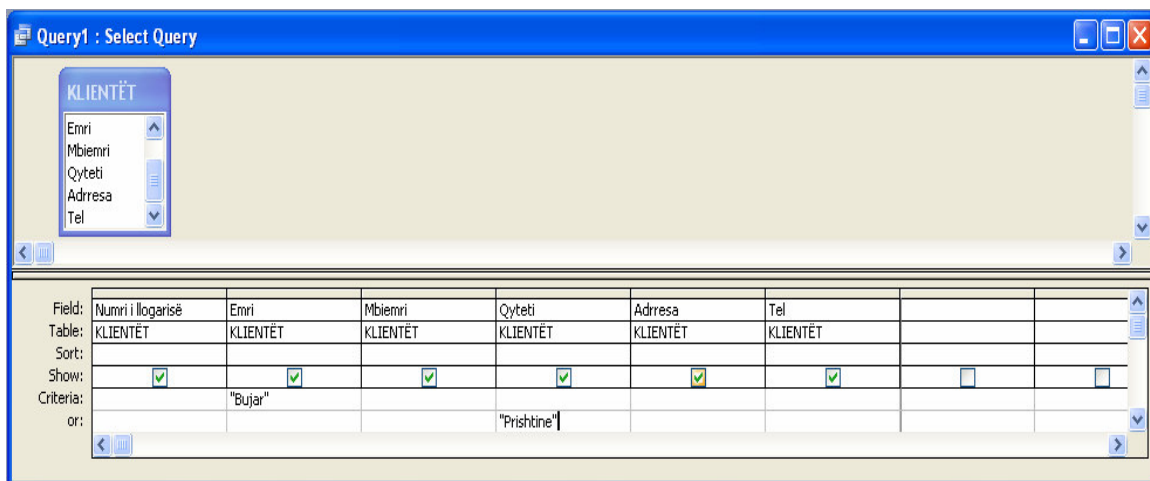 Query1 : Select Query
KLIENTËT
Emri
Mbiemri
Qyteti
Adrresa
Tel
Field: Numri i llogarisë Emri Mbiemri Qyteti Adrresa Tel
Table: KLIENTËT KLIENTËT KLIENTËT KLIENTËT KLIENTËT KLIENTËT
Sort:
Show:
Criteria: "Bujar"
or: "Prishtine"